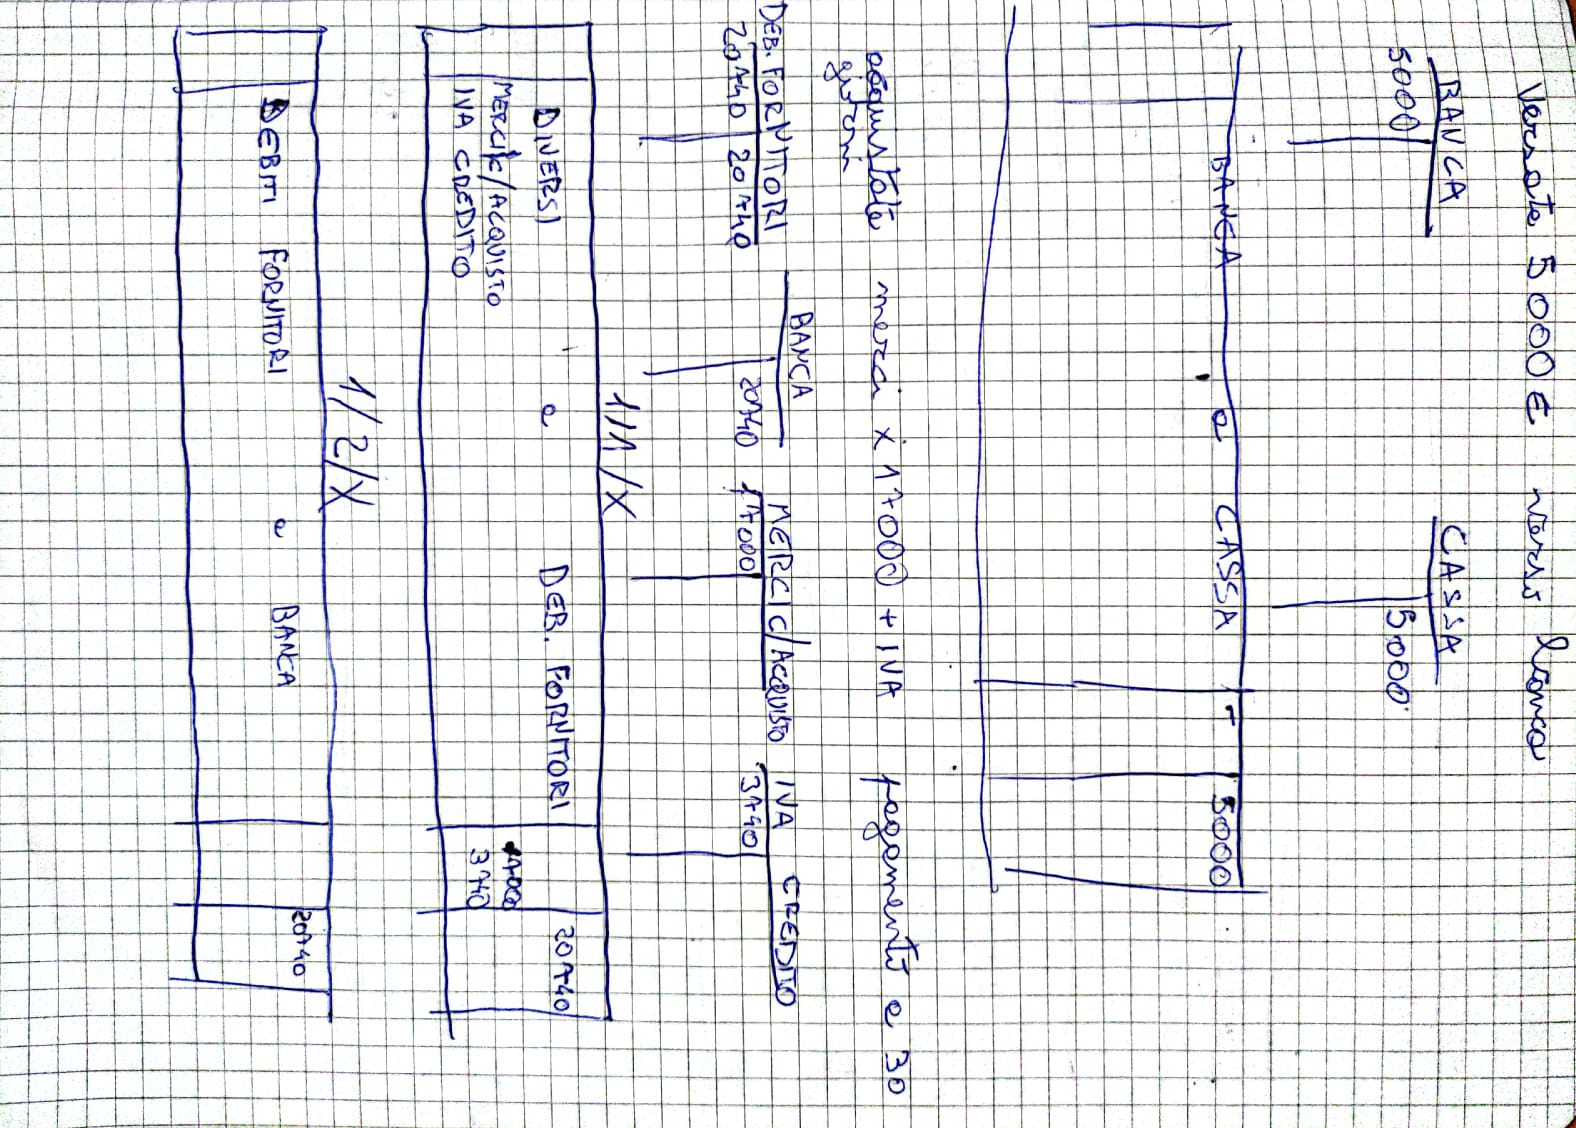 Versate 5000 € verso banca
BANCA CASSA
5000 5000
BANCA a CASSA 5000
acquistate merci x 17000 + IVA pagamento a 30
giorni
DEB. FORNITORI BANCA MERCI C/ACQUISTO IVA CREDITO
20740 20740 20740 17000 3740
1/1/X
DIVERSI a DEB. FORNITORI 20740
MERCI C/ACQUISTO 17000
IVA CREDITO 3740
1/2/X
DEBITI FORNITORI a BANCA 20740